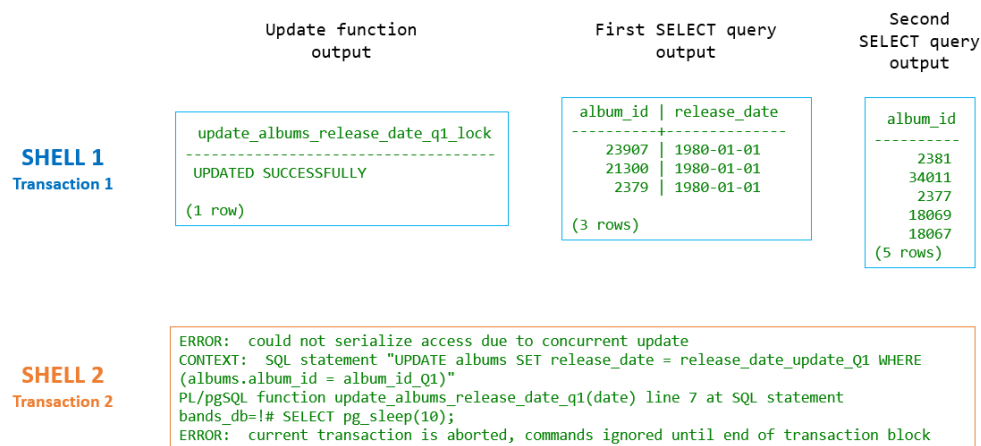 Update function
output
First SELECT query
output
Second
SELECT query
output
SHELL 1
Transaction 1
update_albums_release_date_q1_lock
-----------------------------------
UPDATED SUCCESSFULLY
(1 row)
album_id | release_date
----------+--------------
23907 | 1980-01-01
21300 | 1980-01-01
2379 | 1980-01-01
(3 rows)
album_id
----------
2381
34011
2377
18069
18067
(5 rows)
SHELL 2
Transaction 2
ERROR:  could not serialize access due to concurrent update
CONTEXT:  SQL statement "UPDATE albums SET release_date = release_date_update_Q1 WHERE
(albums.album_id = album_id_Q1)"
PL/pgSQL function update_albums_release_date_q1(date) line 7 at SQL statement
bands_db=!# SELECT pg_sleep(10);
ERROR:  current transaction is aborted, commands ignored until end of transaction block